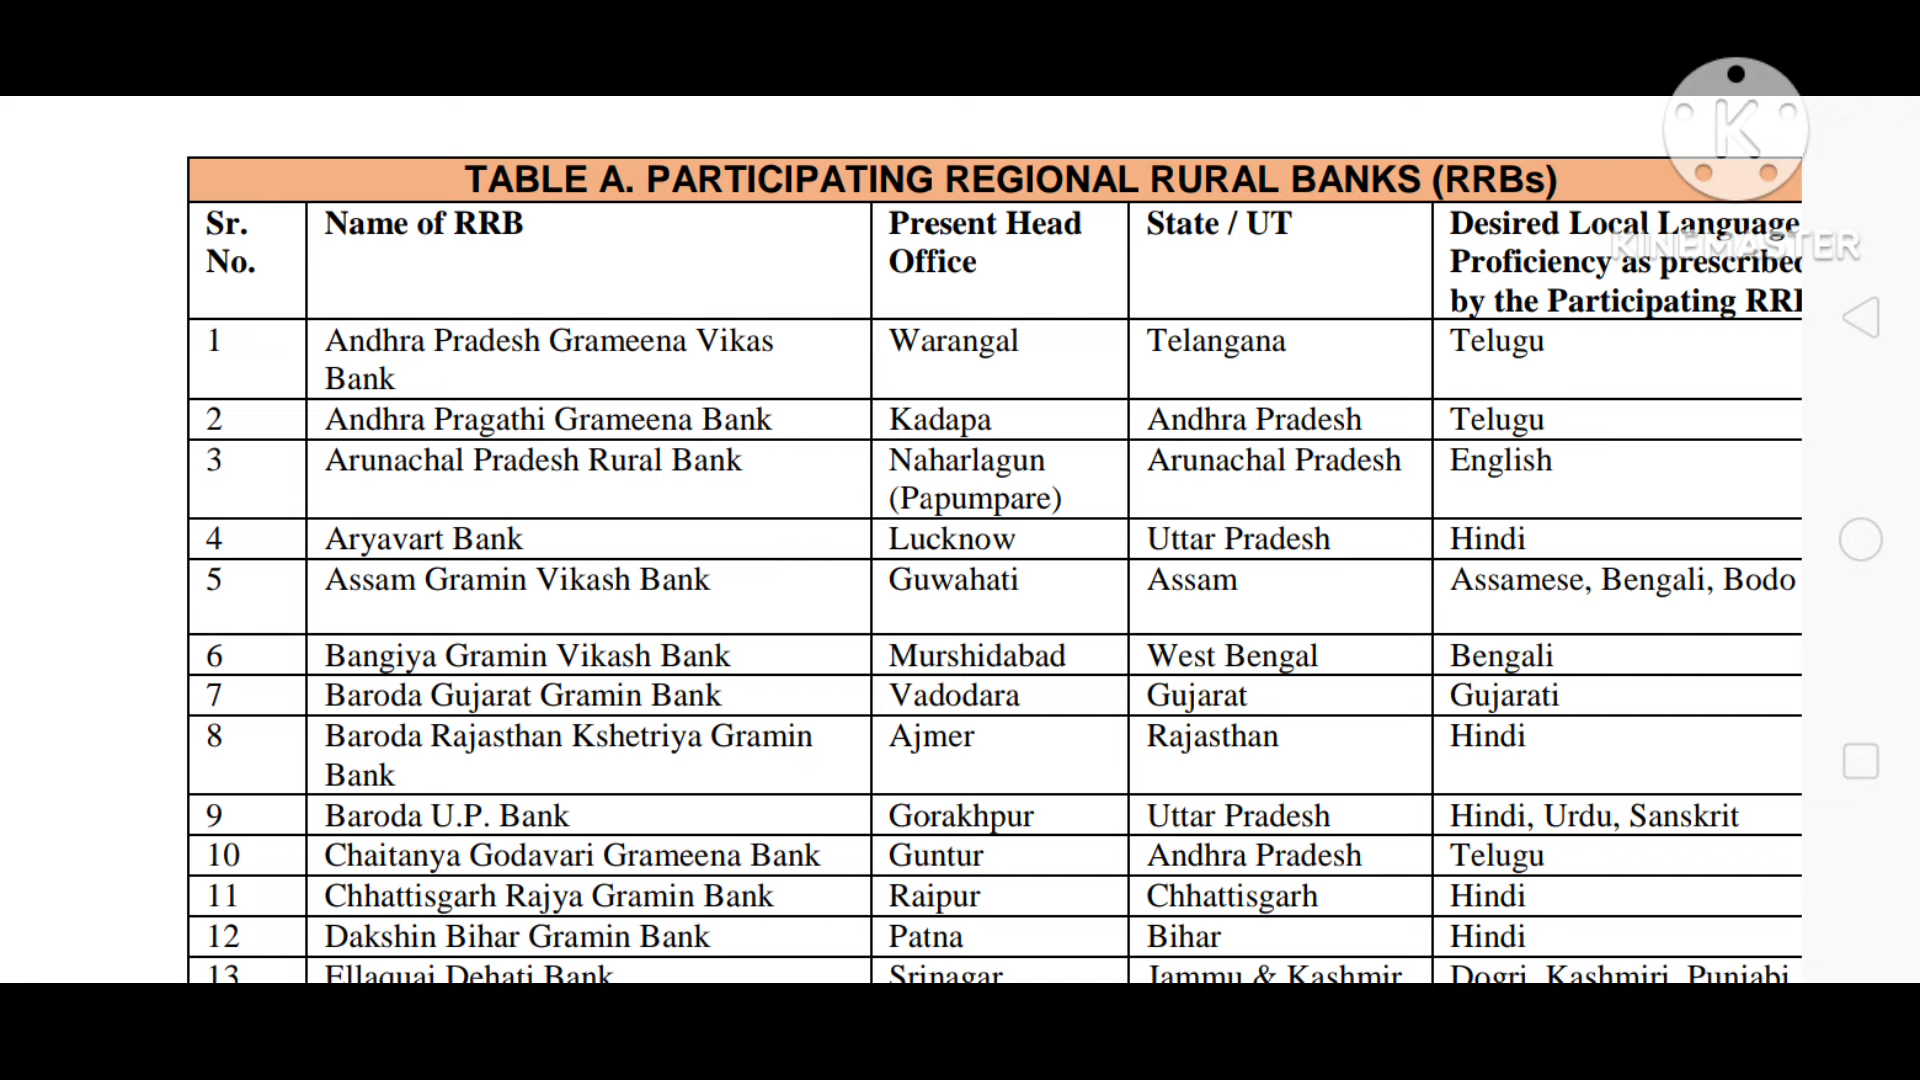 K
KINEMASTER
TABLE A. PARTICIPATING REGIONAL RURAL BANKS (RRBs)
Sr. No. Name of RRB Present Head Office State / UT Desired Local Language Proficiency as prescribed by the Participating
1 Andhra Pradesh Grameena Vikas Bank Warangal Telangana Telugu
2 Andhra Pragathi Grameena Bank Kadapa Andhra Pradesh Telugu
3 Arunachal Pradesh Rural Bank Naharlagun (Papumpare) Arunachal Pradesh English
4 Aryavart Bank Lucknow Uttar Pradesh Hindi
5 Assam Gramin Vikash Bank Guwahati Assam Assamese, Bengali, Bodo
6 Bangiya Gramin Vikash Bank Murshidabad West Bengal Bengali
7 Baroda Gujarat Gramin Bank Vadodara Gujarat Gujarati
8 Baroda Rajasthan Kshetriya Gramin Bank Ajmer Rajasthan Hindi
9 Baroda U.P. Bank Gorakhpur Uttar Pradesh Hindi, Urdu, Sanskrit
10 Chaitanya Godavari Grameena Bank Guntur Andhra Pradesh Telugu
11 Chhattisgarh Rajya Gramin Bank Raipur Chhattisgarh Hindi
12 Dakshin Bihar Gramin Bank Patna Bihar Hindi
13 Ellaquai Dehati Bank Srinagar Jammu & Kashmir Dogri, Kashmiri, Punjabi